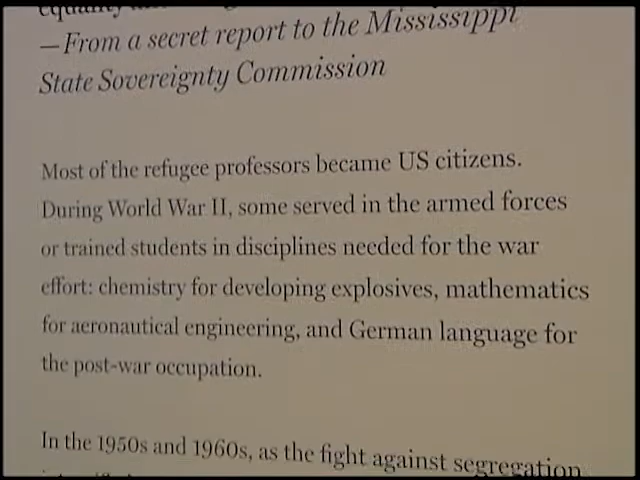 equality
—From a secret report to the Mississippi
State Sovereignty Commission
Most of the refugee professors became US citizens.
During World War II, some served in the armed forces
or trained students in disciplines needed for the war
effort: chemistry for developing explosives, mathematics
for aeronautical engineering, and German language for
the post-war occupation.
In the 1950s and 1960s, as the fight against segregation